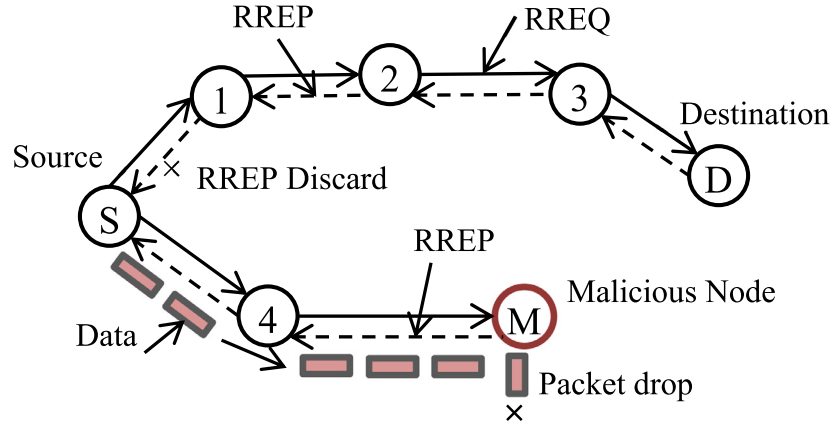 RREP
RREQ
1
2
3
Destination
Source
× RREP Discard
D
S
RREP
4
M
Malicious Node
Data
Packet drop
×